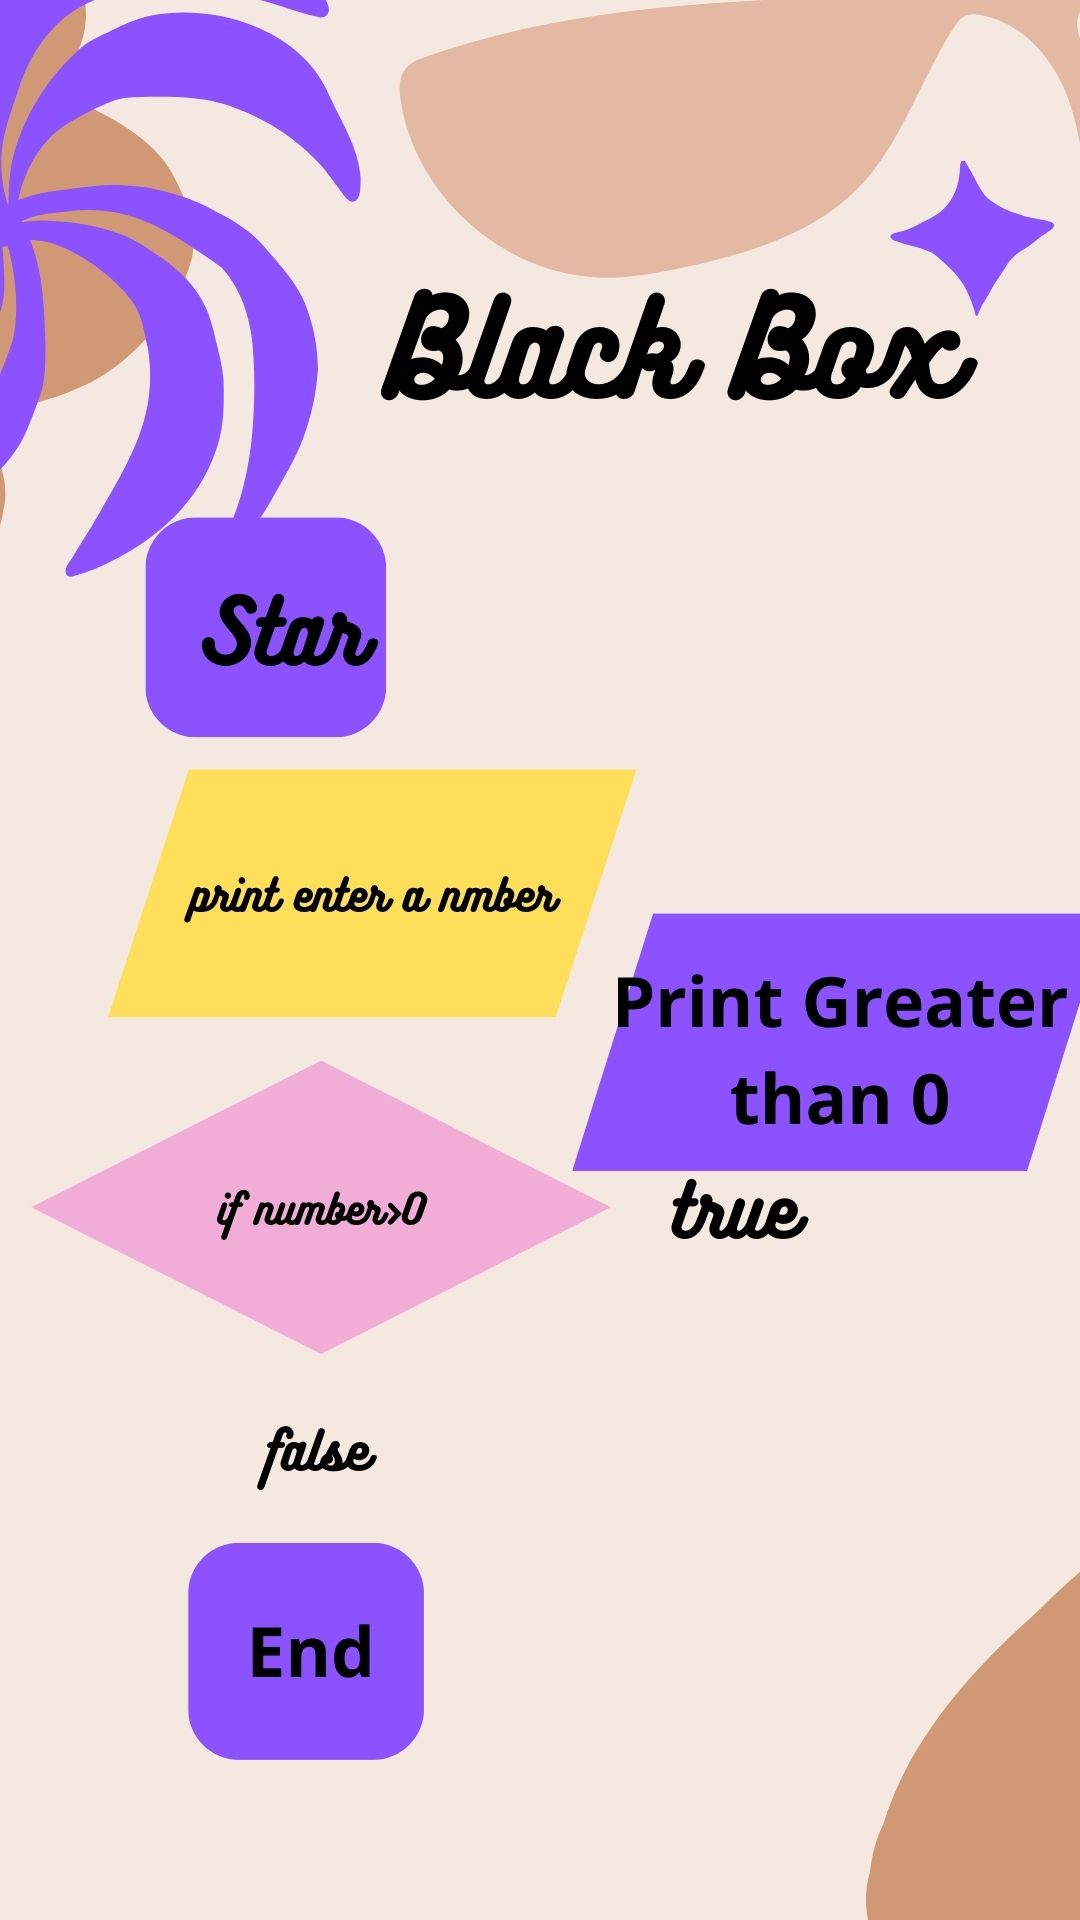 Black Box
Star
print enter a nmber
Print Greater
than 0
if number>0
true
false
End